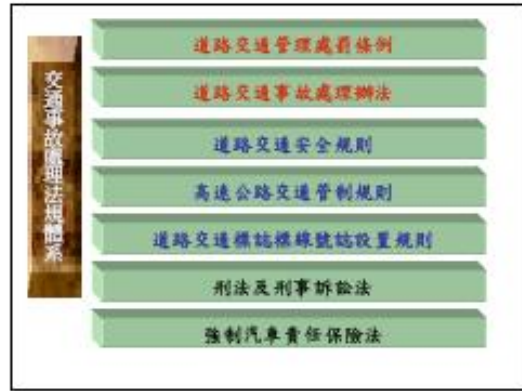 交通事故處理法規體系
道路交通管理處罰條例
道路交通事故處理辦法
道路交通安全規則
高速公路交通管制規則
道路交通標誌標線號誌設置規則
刑法及刑事訴訟法
強制汽車責任保險法